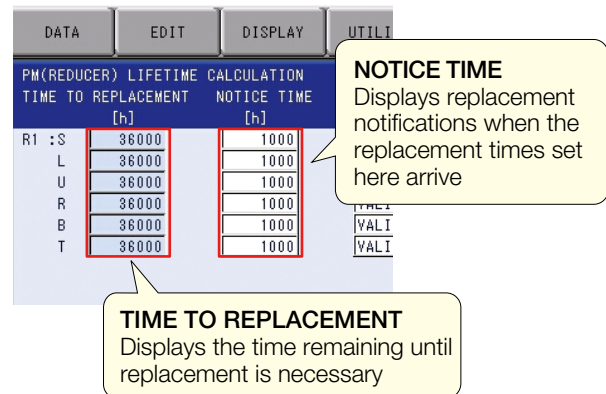 DATA EDIT DISPLAY UTILI
PM(REDUCER) LIFETIME CALCULATION
TIME TO REPLACEMENT NOTICE TIME
[h] [h]
R1 :S 36000 1000
L 36000 1000
U 36000 1000
R 36000 1000
B 36000 1000 VALI
T 36000 1000 VALI
NOTICE TIME
Displays replacement
notifications when the
replacement times set
here arrive
TIME TO REPLACEMENT
Displays the time remaining until
replacement is necessary